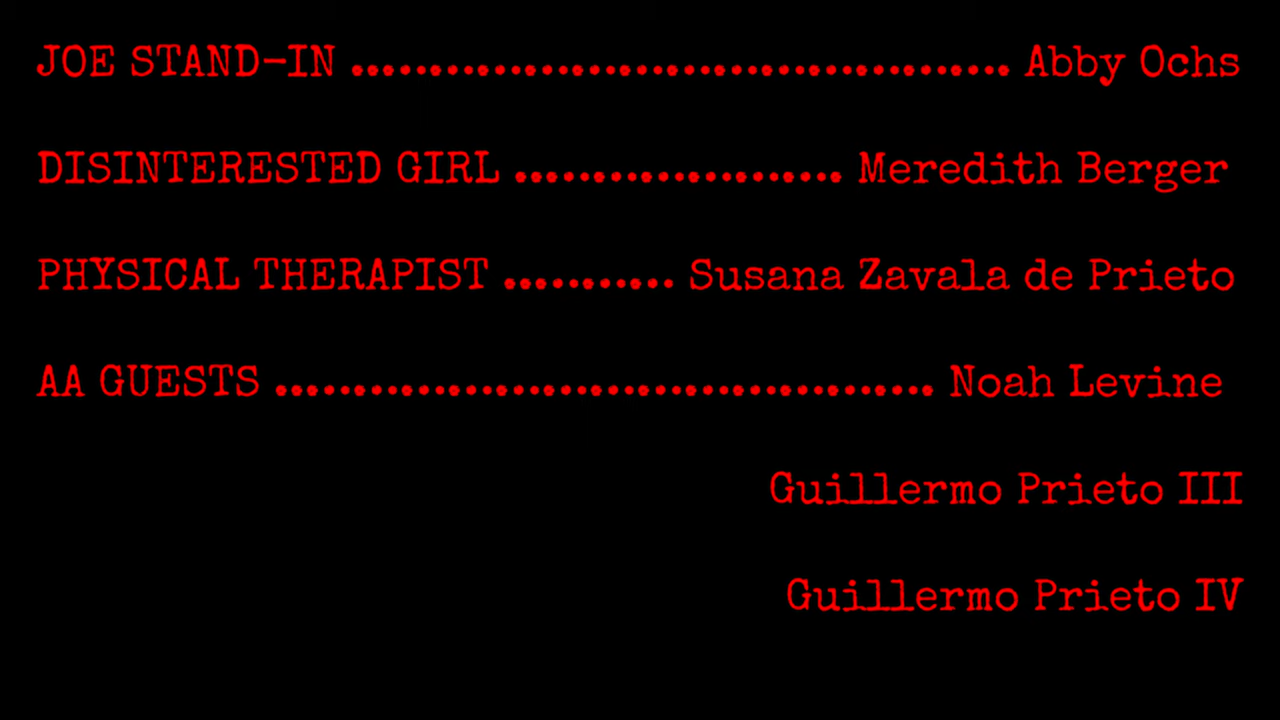 JOE STAND-IN ....................................... Abby Ochs
DISINTERESTED GIRL .................... Meredith Berger
PHYSICAL THERAPIST ........... Susana Zavala de Prieto
AA GUESTS ....................................... Noah Levine
Guillermo Prieto III
Guillermo Prieto IV